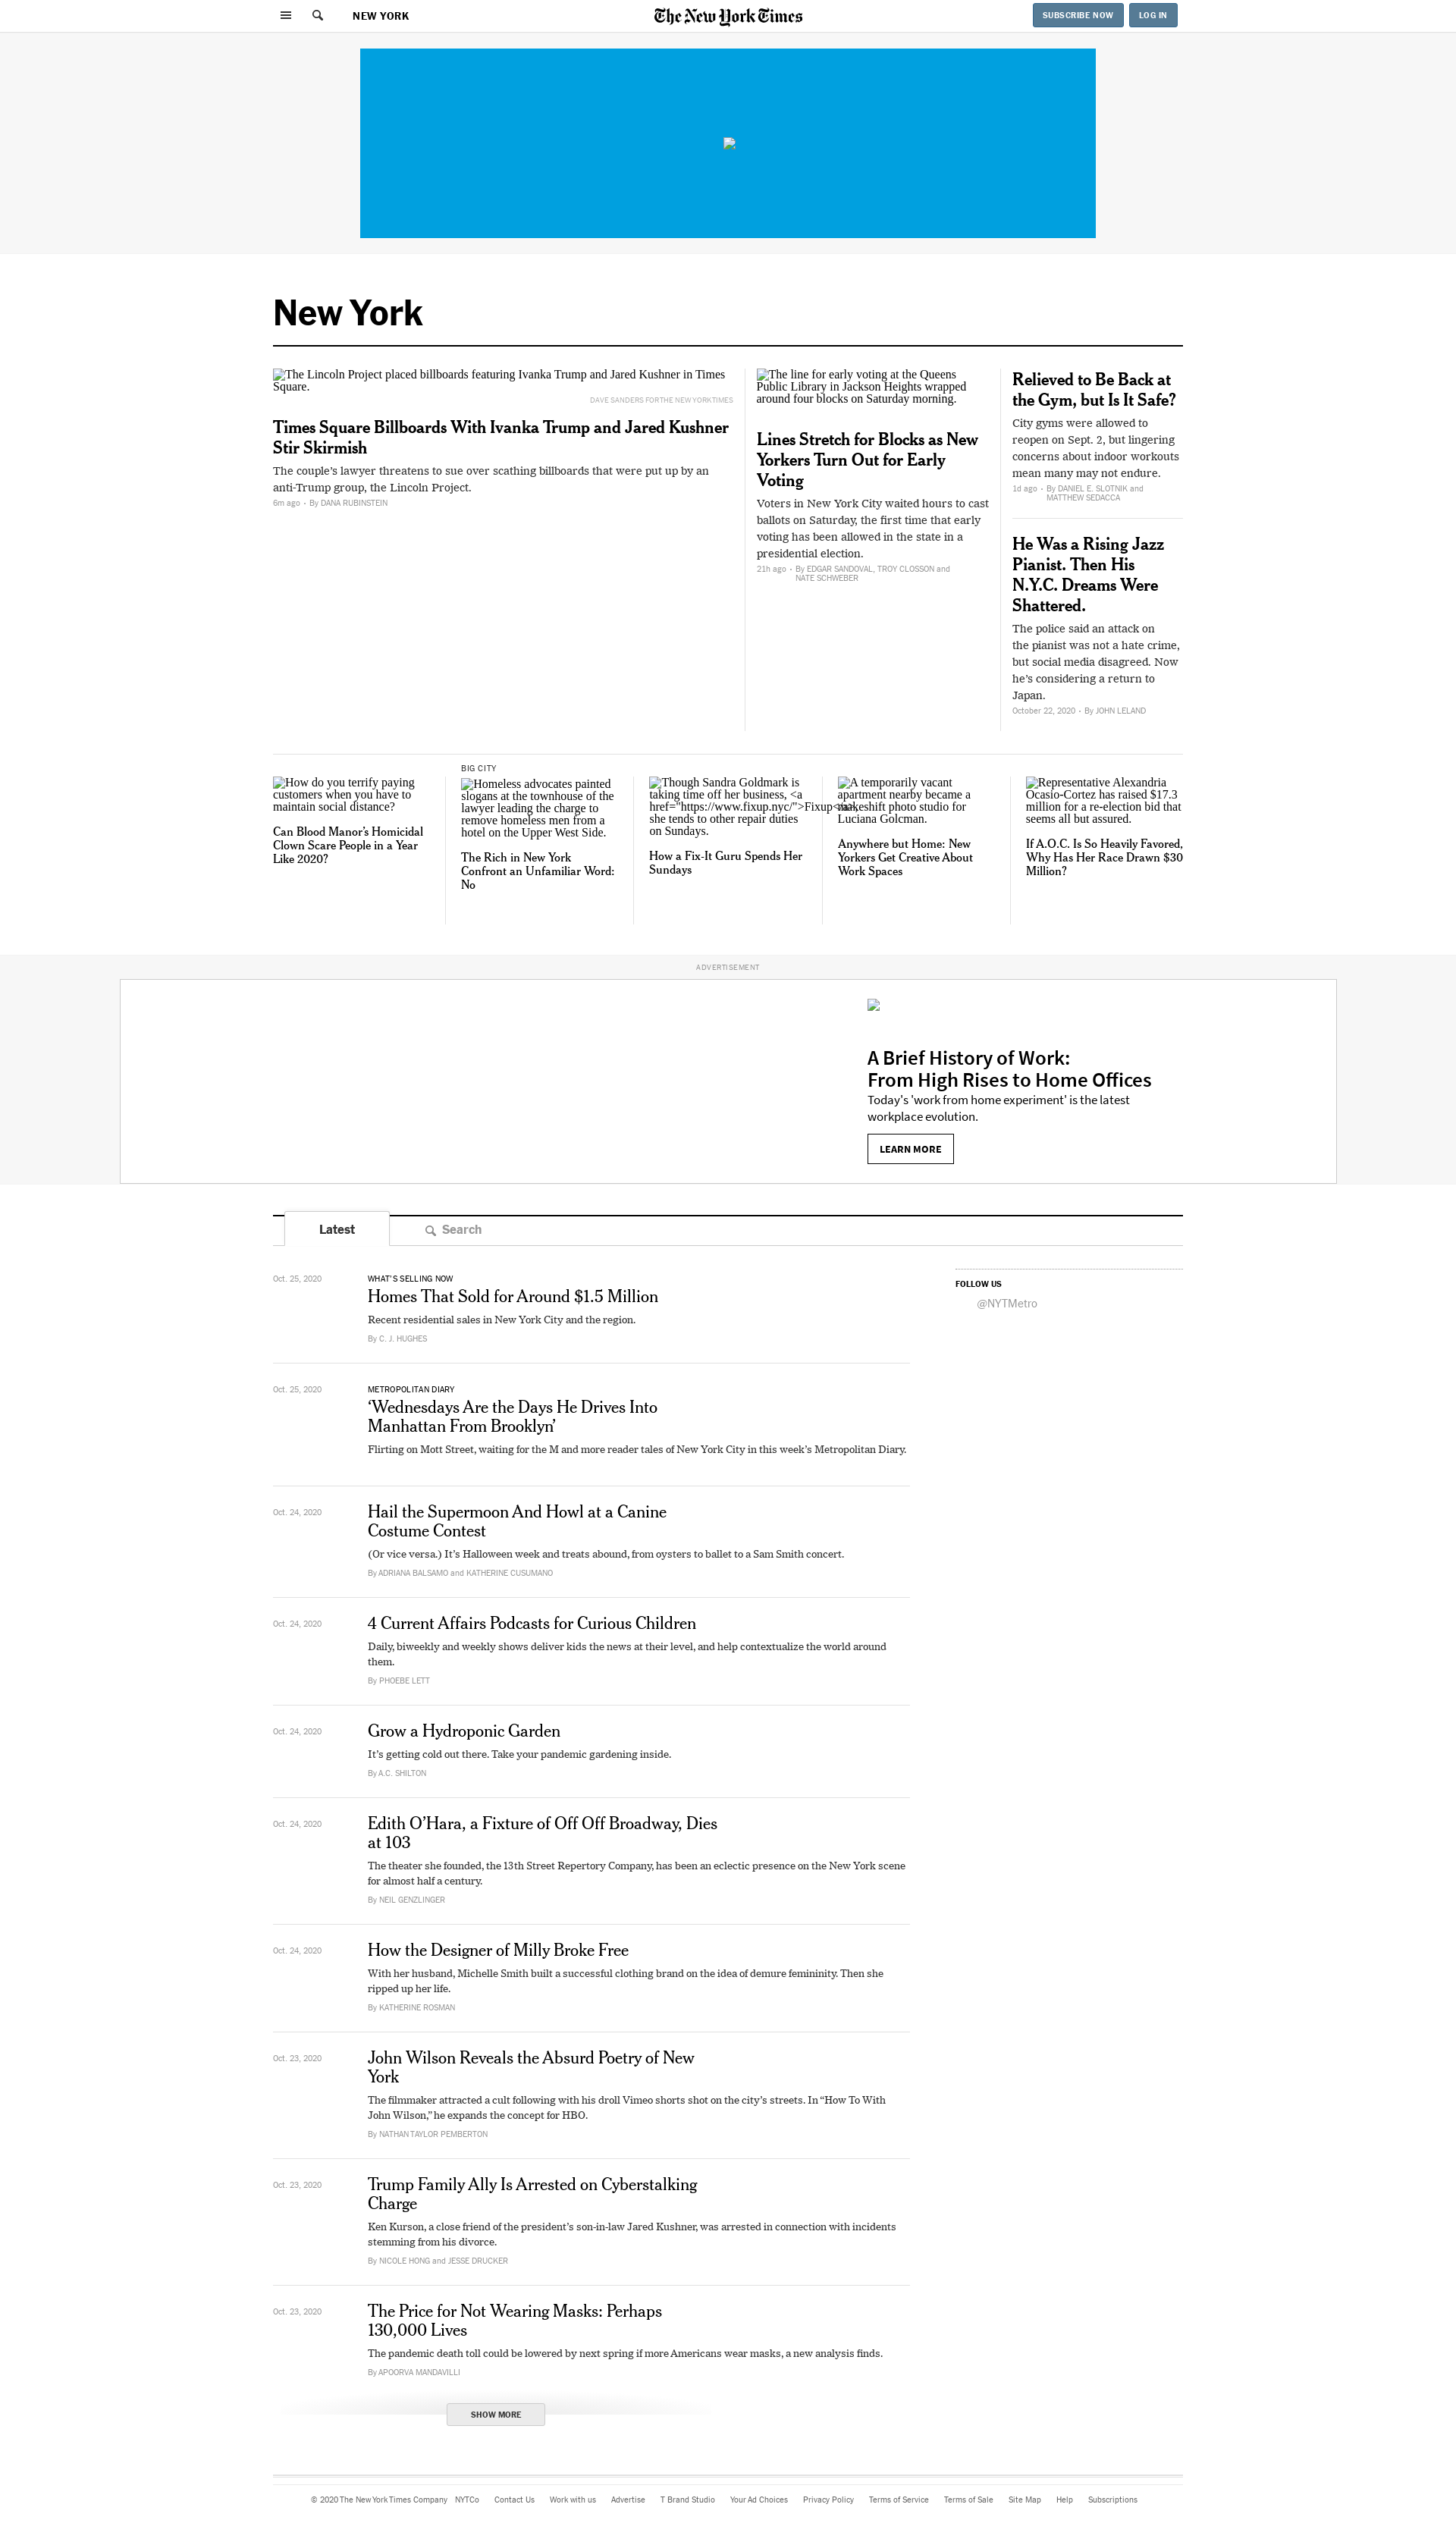 NEW YORK
The New York Times
SUBSCRIBE NOW
LOG IN
New York
The Lincoln Project placed billboards featuring Ivanka Trump and Jared Kushner in Times
Square.
DAVE SANDERS FOR THE NEW YORK TIMES
Times Square Billboards With Ivanka Trump and Jared Kushner
Stir Skirmish
The couple’s lawyer threatens to sue over scathing billboards that were put up by an
anti-Trump group, the Lincoln Project.
6m ago • By DANA RUBINSTEIN
The line for early voting at the Queens
Public Library in Jackson Heights wrapped
around four blocks on Saturday morning.
Lines Stretch for Blocks as New
Yorkers Turn Out for Early
Voting
Voters in New York City waited hours to cast
ballots on Saturday, the first time that early
voting has been allowed in the state in a
presidential election.
21h ago • By EDGAR SANDOVAL, TROY CLOSSON and
NATE SCHWEBER
Relieved to Be Back at
the Gym, but Is It Safe?
City gyms were allowed to
reopen on Sept. 2, but lingering
concerns about indoor workouts
mean many may not endure.
1d ago • By DANIEL E. SLOTNIK and
MATTHEW SEDACCA
He Was a Rising Jazz
Pianist. Then His
N.Y.C. Dreams Were
Shattered.
The police said an attack on
the pianist was not a hate crime,
but social media disagreed. Now
he’s considering a return to
Japan.
October 22, 2020 • By JOHN LELAND
How do you terrify paying
customers when you have to
maintain social distance?
Can Blood Manor’s Homicidal
Clown Scare People in a Year
Like 2020?
BIG CITY
Homeless advocates painted
slogans at the townhouse of the
lawyer leading the charge to
remove homeless men from a
hotel on the Upper West Side.
The Rich in New York
Confront an Unfamiliar Word:
No
Though Sandra Goldmark is
taking time off her business, <a
href="https://www.fixup.nyc/">Fixup</a>,
she tends to other repair duties
on Sundays.
How a Fix-It Guru Spends Her
Sundays
A temporarily vacant
apartment nearby became a
makeshift photo studio for
Luciana Golcman.
Anywhere but Home: New
Yorkers Get Creative About
Work Spaces
Representative Alexandria
Ocasio-Cortez has raised $17.3
million for a re-election bid that
seems all but assured.
If A.O.C. Is So Heavily Favored,
Why Has Her Race Drawn $30
Million?
ADVERTISEMENT
A Brief History of Work:
From High Rises to Home Offices
Today's 'work from home experiment' is the latest
workplace evolution.
LEARN MORE
Latest
Search
Oct. 25, 2020
WHAT’S SELLING NOW
Homes That Sold for Around $1.5 Million
Recent residential sales in New York City and the region.
By C. J. HUGHES
FOLLOW US
@NYTMetro
Oct. 25, 2020
METROPOLITAN DIARY
‘Wednesdays Are the Days He Drives Into
Manhattan From Brooklyn’
Flirting on Mott Street, waiting for the M and more reader tales of New York City in this week’s Metropolitan Diary.
Oct. 24, 2020
Hail the Supermoon And Howl at a Canine
Costume Contest
(Or vice versa.) It’s Halloween week and treats abound, from oysters to ballet to a Sam Smith concert.
By ADRIANA BALSAMO and KATHERINE CUSUMANO
Oct. 24, 2020
4 Current Affairs Podcasts for Curious Children
Daily, biweekly and weekly shows deliver kids the news at their level, and help contextualize the world around
them.
By PHOEBE LETT
Oct. 24, 2020
Grow a Hydroponic Garden
It’s getting cold out there. Take your pandemic gardening inside.
By A.C. SHILTON
Oct. 24, 2020
Edith O’Hara, a Fixture of Off Off Broadway, Dies
at 103
The theater she founded, the 13th Street Repertory Company, has been an eclectic presence on the New York scene
for almost half a century.
By NEIL GENZLINGER
Oct. 24, 2020
How the Designer of Milly Broke Free
With her husband, Michelle Smith built a successful clothing brand on the idea of demure femininity. Then she
ripped up her life.
By KATHERINE ROSMAN
Oct. 23, 2020
John Wilson Reveals the Absurd Poetry of New
York
The filmmaker attracted a cult following with his droll Vimeo shorts shot on the city’s streets. In “How To With
John Wilson,” he expands the concept for HBO.
By NATHAN TAYLOR PEMBERTON
Oct. 23, 2020
Trump Family Ally Is Arrested on Cyberstalking
Charge
Ken Kurson, a close friend of the president’s son-in-law Jared Kushner, was arrested in connection with incidents
stemming from his divorce.
By NICOLE HONG and JESSE DRUCKER
Oct. 23, 2020
The Price for Not Wearing Masks: Perhaps
130,000 Lives
The pandemic death toll could be lowered by next spring if more Americans wear masks, a new analysis finds.
By APOORVA MANDAVILLI
SHOW MORE
© 2020 The New York Times Company NYTCo Contact Us Work with us Advertise T Brand Studio Your Ad Choices Privacy Policy Terms of Service Terms of Sale Site Map Help Subscriptions